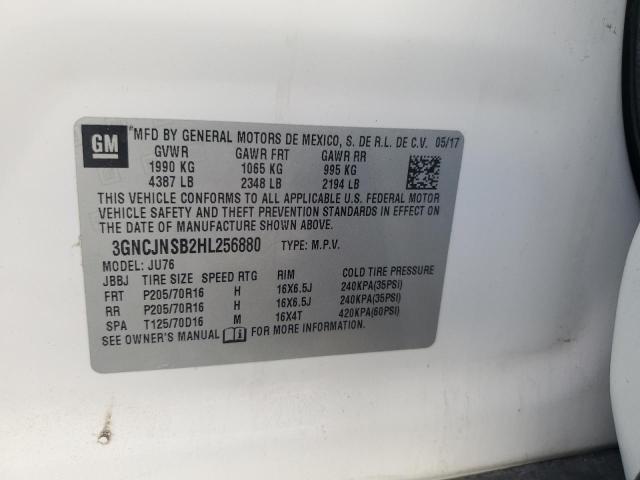 GM MFD BY GENERAL MOTORS DE MEXICO, S. DE R.L. DE C.V. 05/17
GVWR GAWR FRT GAWR RR
1990 KG 1065 KG 995 KG
4387 LB 2348 LB 2194 LB
THIS VEHICLE CONFORMS TO ALL APPLICABLE U.S. FEDERAL MOTOR
VEHICLE SAFETY AND THEFT PREVENTION STANDARDS IN EFFECT ON
THE DATE OF MANUFACTURE SHOWN ABOVE.
3GNCJNSB2HL256880 TYPE: M.P.V.
MODEL: JU76
JBBJ TIRE SIZE SPEED RTG RIM COLD TIRE PRESSURE
FRT P205/70R16 H 16X6.5J 240KPA(35PSI)
RR P205/70R16 H 16X6.5J 240KPA(35PSI)
SPA T125/70D16 M 16X4T 420KPA(60PSI)
SEE OWNER'S MANUAL FOR MORE INFORMATION.